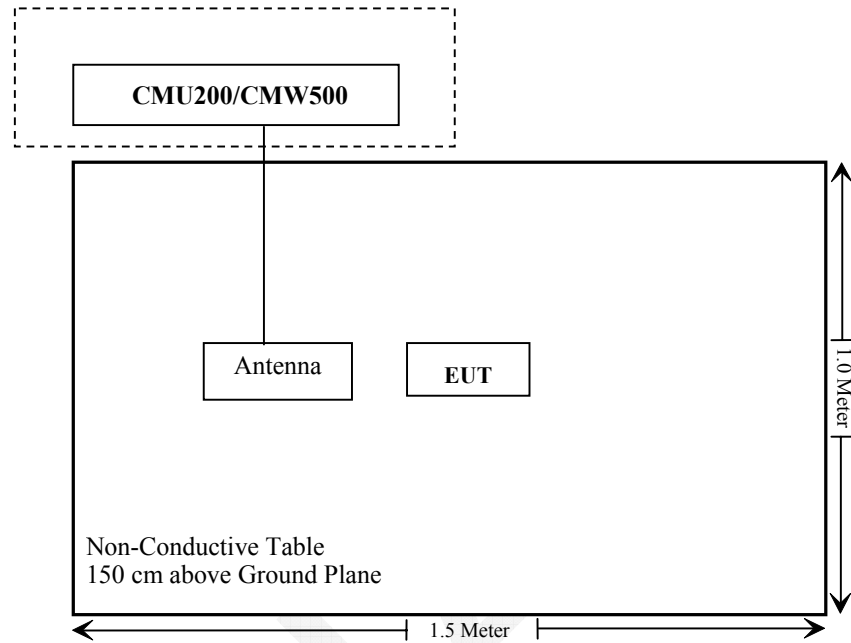 CMU200/CMW500
Antenna
EUT
1.0 Meter
Non-Conductive Table
150 cm above Ground Plane
1.5 Meter